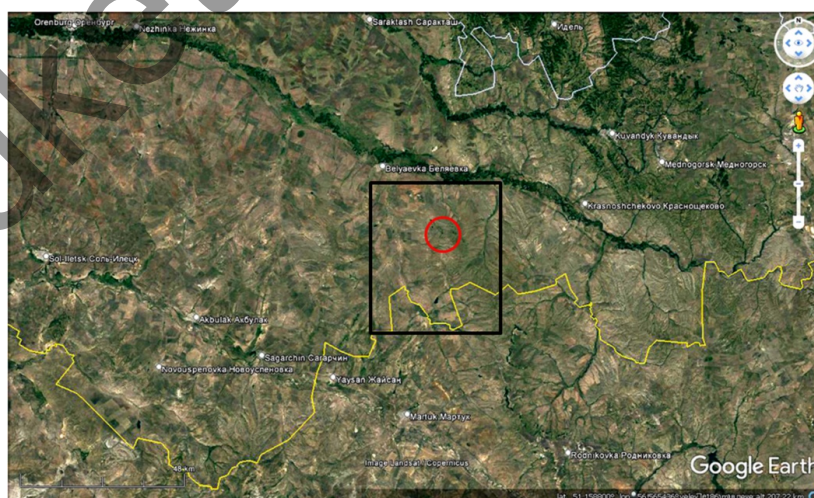 Orenburg Оренбург
Nezhinka Нежинка
Saraktash Саракташ
Идель
Kuvandyk Кувандык
Mednogorsk Медногорск
Belyaevka Беляевка
Krasnoshchekovo Краснощеково
Sol-Iletsk Соль-Илецк
Akbulak Акбулак
Sagarchin Сагарчин
Novouspenovka Новоуспеновка
Yaysan Жайсан
Martuk Мартук
Rodnikovka Родниковка
Image Landsat / Copernicus
Google Earth
48 km
N